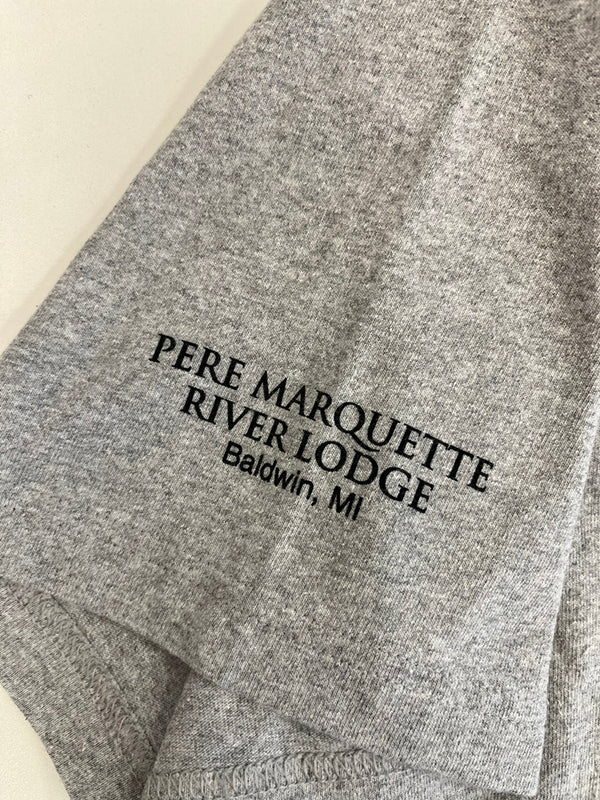 PERE MARQUETTE
RIVER LODGE
Baldwin, MI